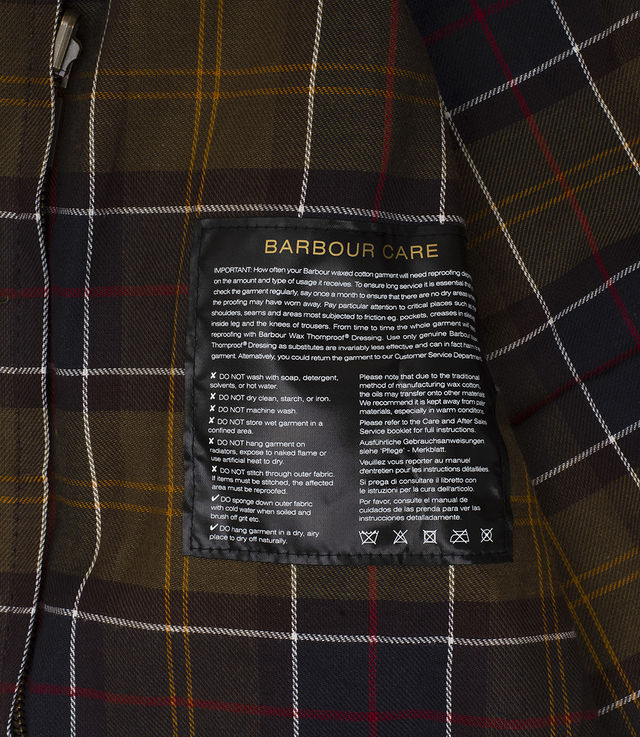 BARBOUR CARE
IMPORTANT: How often your Barbour waxed cotton garment will need reproofing
on the amount and type of usage it receives. To ensure long service it is essential
check the garment regularly, say once a month to ensure that there are no dry areas
the proofing may have worn away. Pay particular attention to critical places such
shoulders, seams and areas most subjected to friction eg. pockets, creases in
inside leg and the knees of trousers. From time to time the whole garment will
reproofing with Barbour Wax Thornproof® Dressing. Use only genuine Barbour
Thornproof® Dressing as substitutes are invariably less effective and can in fact
garment. Alternatively, you could return the garment to our Customer Service
✘ DO NOT wash with soap, detergent,
solvents, or hot water.
✘ DO NOT dry clean, starch, or iron.
✘ DO NOT machine wash.
✘ DO NOT store wet garment in a
confined area.
✘ DO NOT hang garment on
radiators, expose to naked flame or
use artificial heat to dry.
✘ DO NOT stitch through outer fabric.
If items must be stitched, the affected
area must be reproofed.
✓ DO sponge down outer fabric
with cold water when soiled and
brush off grit etc.
✓ DO hang garment in a dry, airy
place to dry off naturally.
Please note that due to the traditional
method of manufacturing wax cotton,
the oils may transfer onto other materials.
We recommend it is kept away from
materials, especially in warm conditions.
Please refer to the Care and After Sales
Service booklet for full instructions.
Ausführliche Gebrauchsanweisungen
siehe 'Pflege' - Merkblatt.
Veuillez vous reporter au manuel
d'entretien pour les instructions détaillées.
Si prega di consultare il libretto con
le istruzioni per la cura dell'articolo.
Por favor, consulte el manual de
cuidados de las prenda para ver las
instrucciones detalladamente.